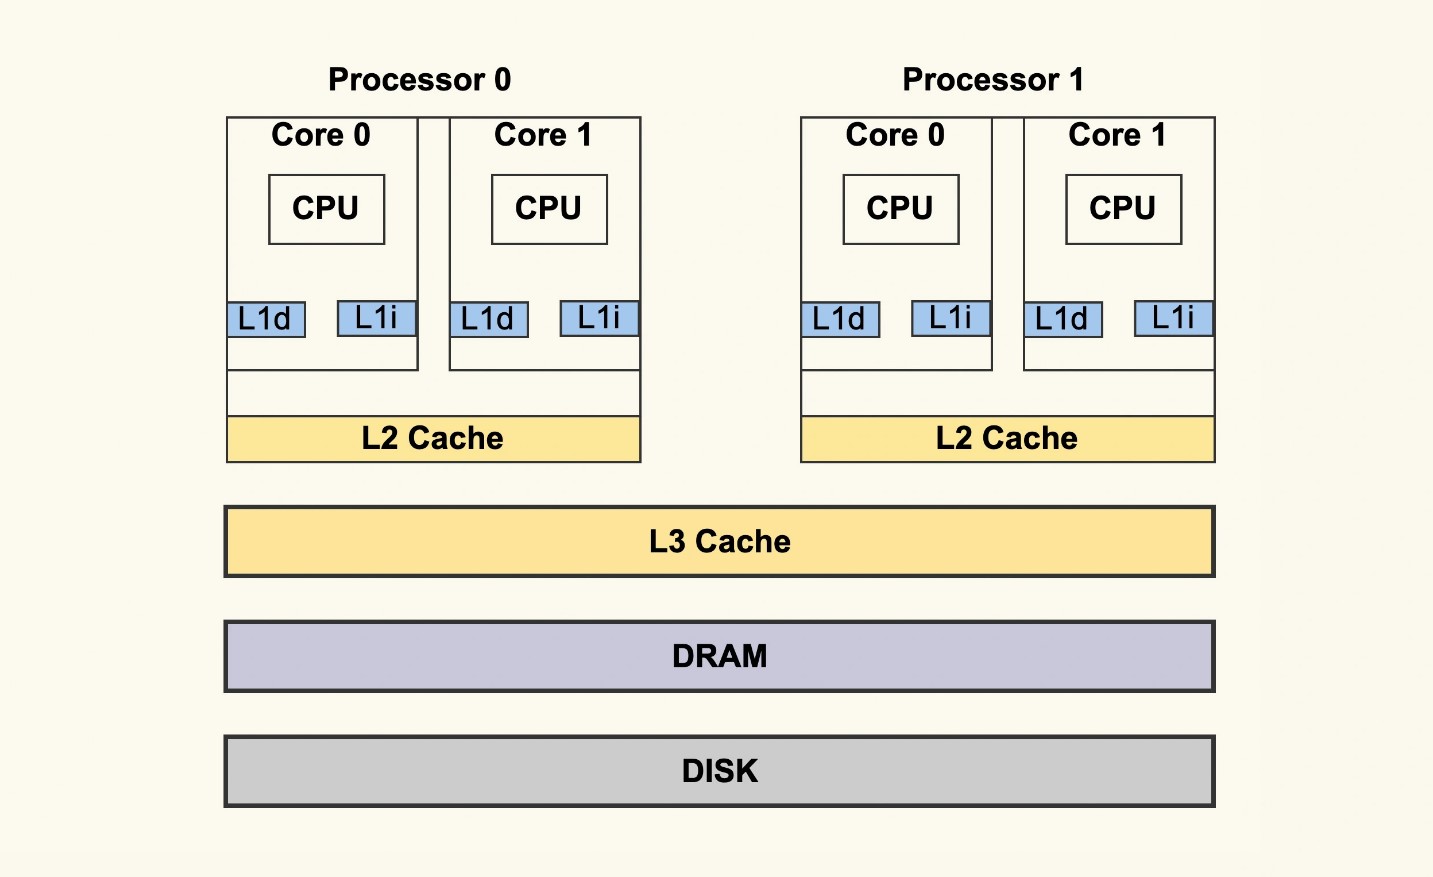 Processor 0
Processor 1
Core 0
Core 1
Core 0
Core 1
CPU
CPU
CPU
CPU
L1d
L1i
L1d
L1i
L1d
L1i
L1d
L1i
L2 Cache
L2 Cache
L3 Cache
DRAM
DISK